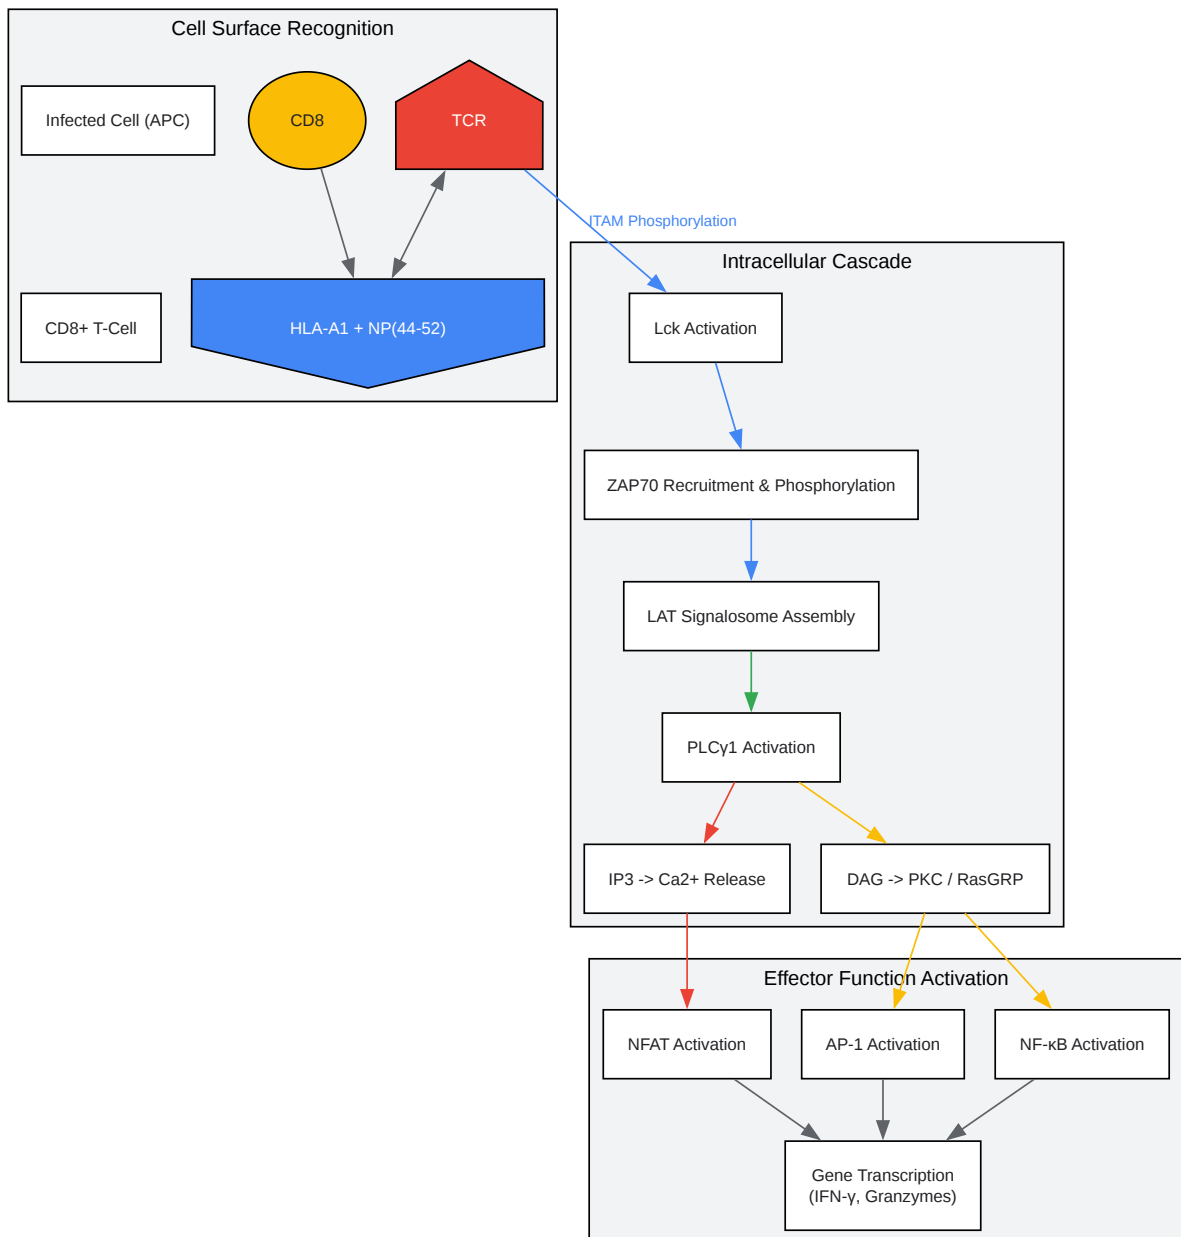 Cell Surface Recognition
Infected Cell (APC)
CD8
TCR
ITAM Phosphorylation
CD8+ T-Cell
HLA-A1 + NP(44-52)
Intracellular Cascade
Lck Activation
ZAP70 Recruitment & Phosphorylation
LAT Signalosome Assembly
PLCγ1 Activation
IP3 -> Ca2+ Release
DAG -> PKC / RasGRP
Effector Function Activation
NFAT Activation
AP-1 Activation
NF-κB Activation
Gene Transcription
(IFN-γ, Granzymes)